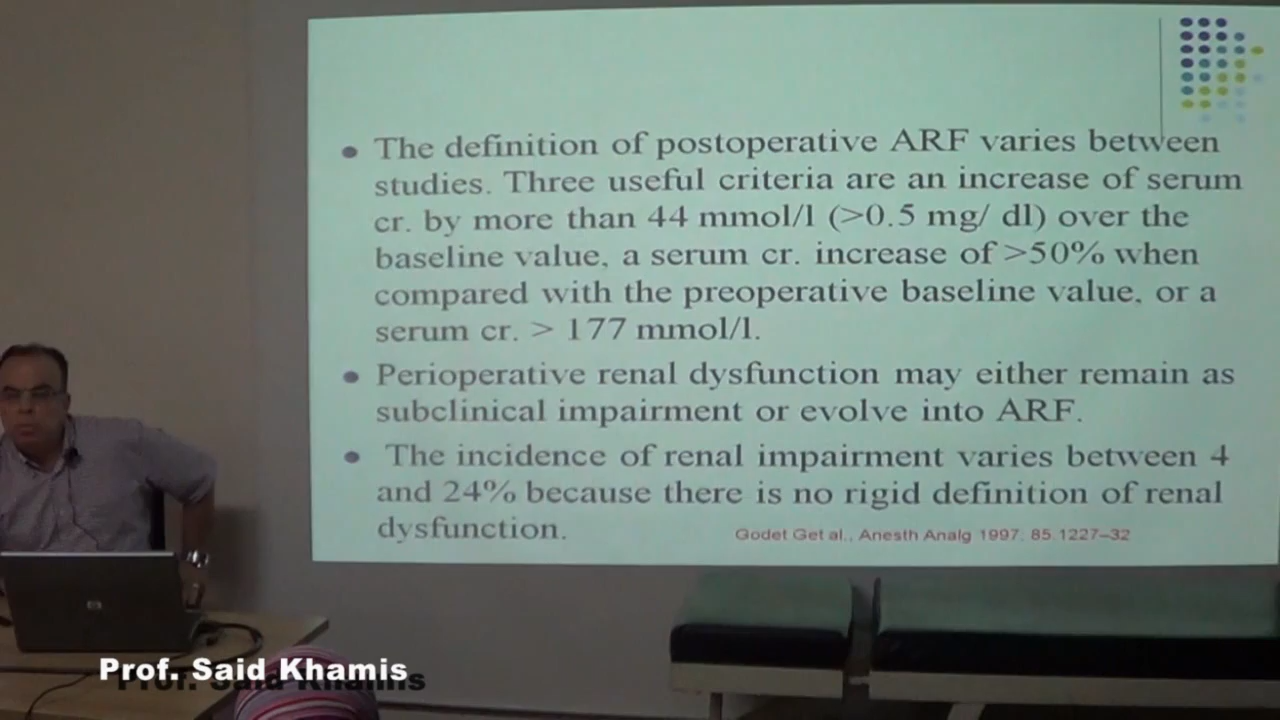 The definition of postoperative ARF varies between
studies. Three useful criteria are an increase of serum
cr. by more than 44 mmol/l (>0.5 mg/ dl) over the
baseline value, a serum cr. increase of >50% when
compared with the preoperative baseline value, or a
serum cr. > 177 mmol/l.
Perioperative renal dysfunction may either remain as
subclinical impairment or evolve into ARF.
The incidence of renal impairment varies between 4
and 24% because there is no rigid definition of renal
dysfunction.
Godet Get al., Anesth Analg 1997. 85.1227–32
hp
Prof. Said Khamis